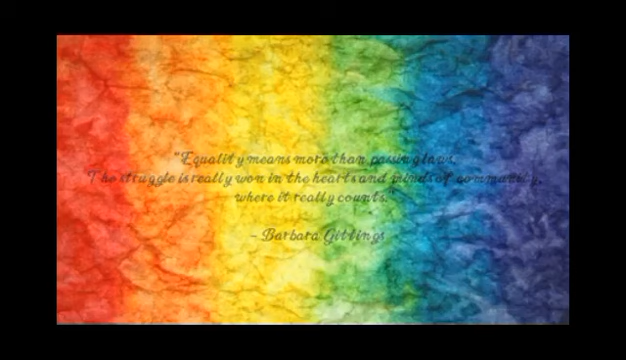 "Equality means more than passing laws.
The struggle is really won in the hearts and minds of community,
where it really counts."
- Barbara Gittings